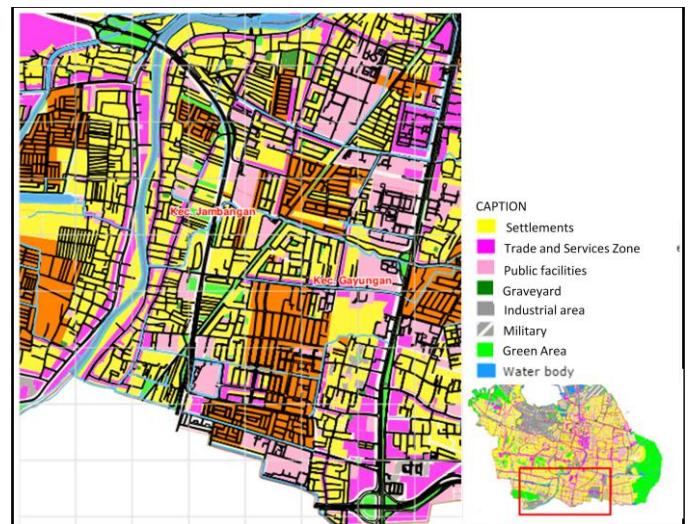 Kec. Jambangan
Kec. Gayungan
CAPTION
Settlements
Trade and Services Zone
Public facilities
Graveyard
Industrial area
Military
Green Area
Water body